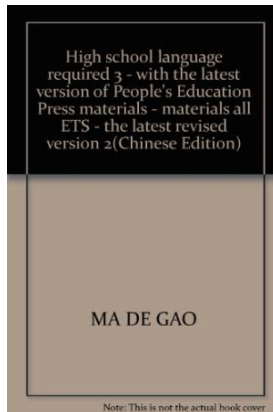 High school language
required 3 - with the latest
version of People's Education
Press materials - materials all
ETS - the latest revised
version 2(Chinese Edition)
MA DE GAO
Note: This is not the actual book cover